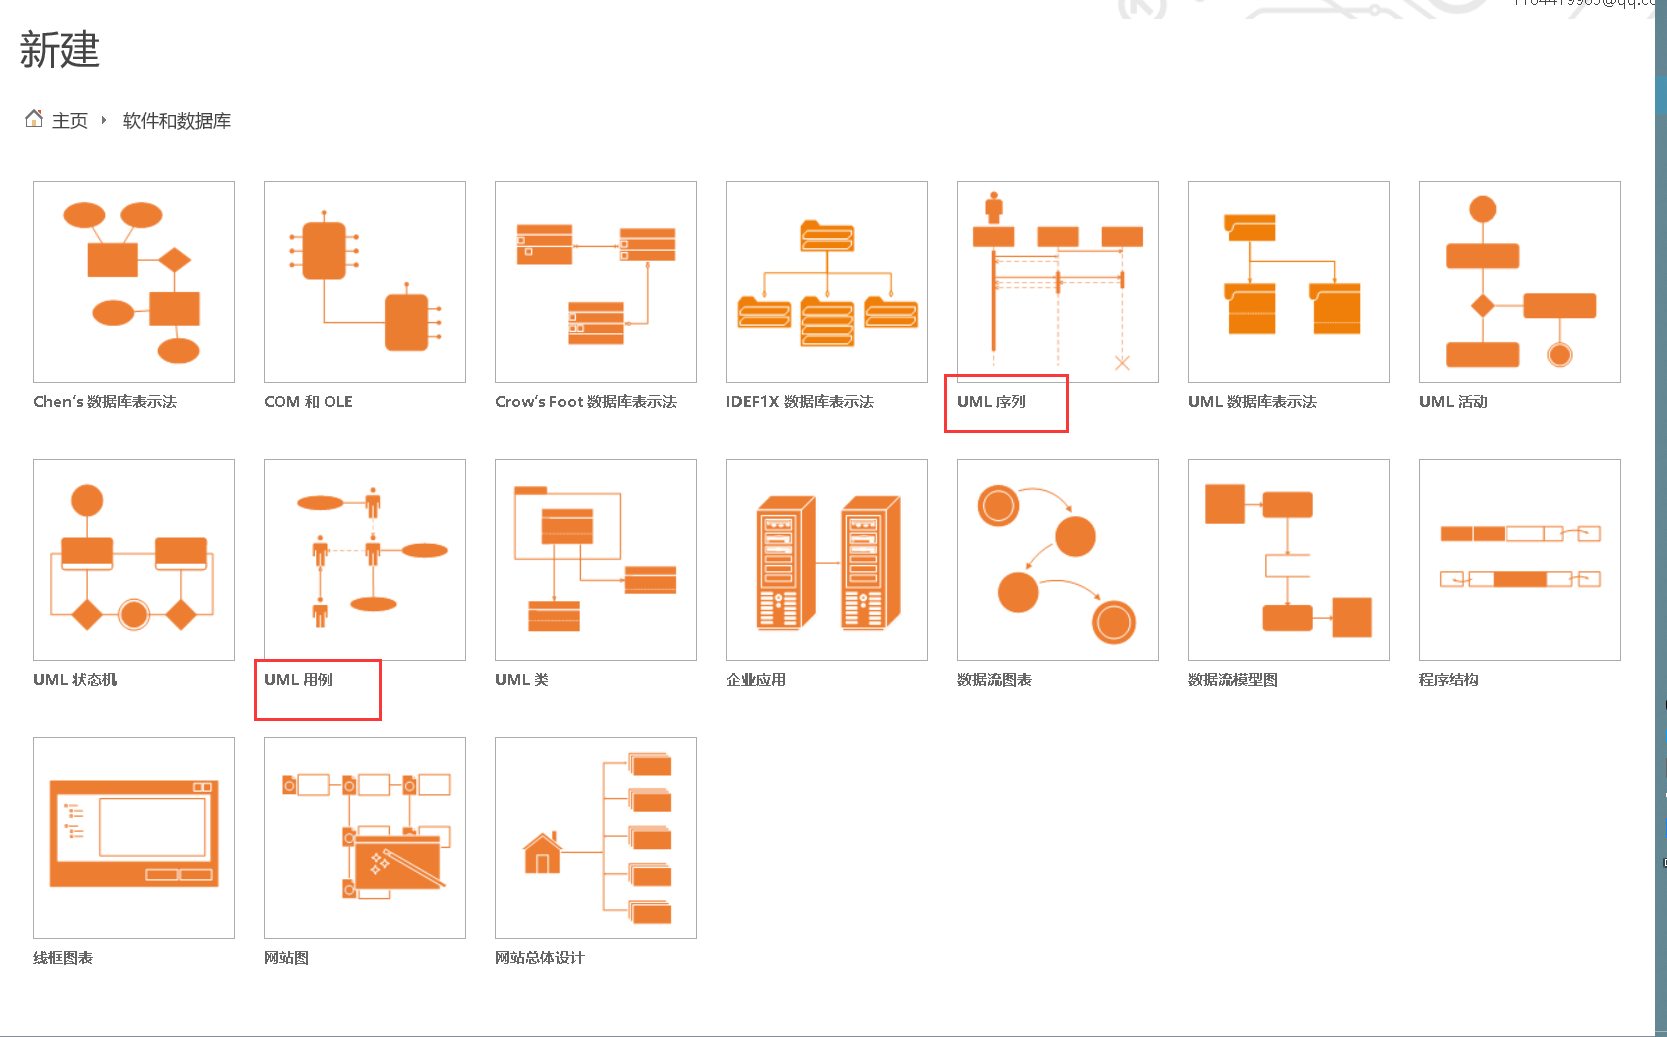 新建
主页 软件和数据库
Chen's 数据库表示法
COM 和 OLE
Crow's Foot 数据库表示法
IDEF1X 数据库表示法
UML 序列
UML 数据库表示法
UML 活动
UML 状态机
UML 用例
UML 类
企业应用
数据流图表
数据流模型图
程序结构
线框图表
网站图
网站总体设计